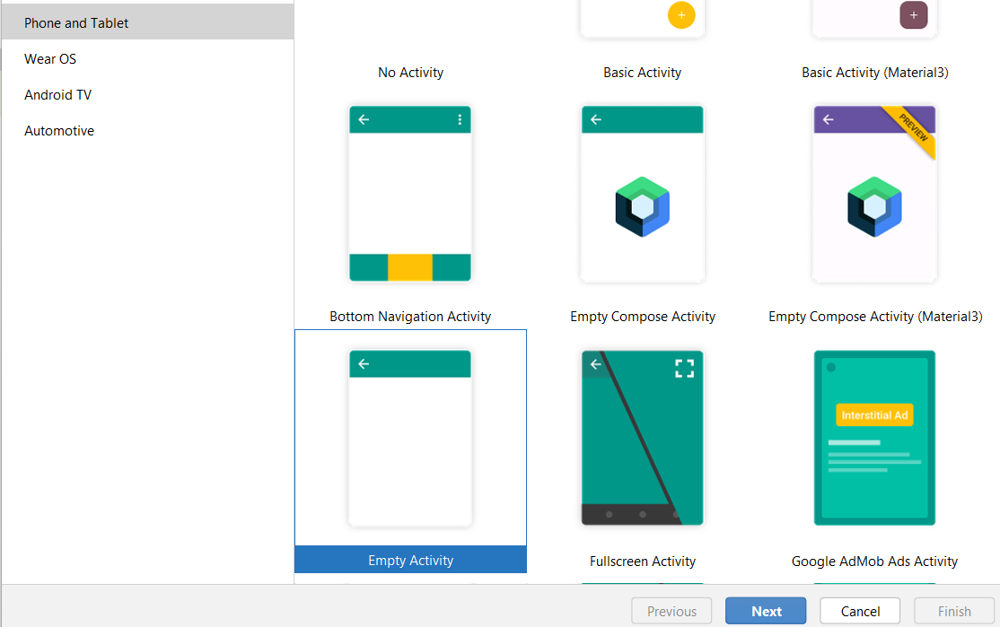 Phone and Tablet
Wear OS
Android TV
Automotive
+
+
No Activity
Basic Activity
Basic Activity (Material3)
PREVIEW
Bottom Navigation Activity
Empty Compose Activity
Empty Compose Activity (Material3)
Interstitial Ad
Empty Activity
Fullscreen Activity
Google AdMob Ads Activity
Previous
Next
Cancel
Finish